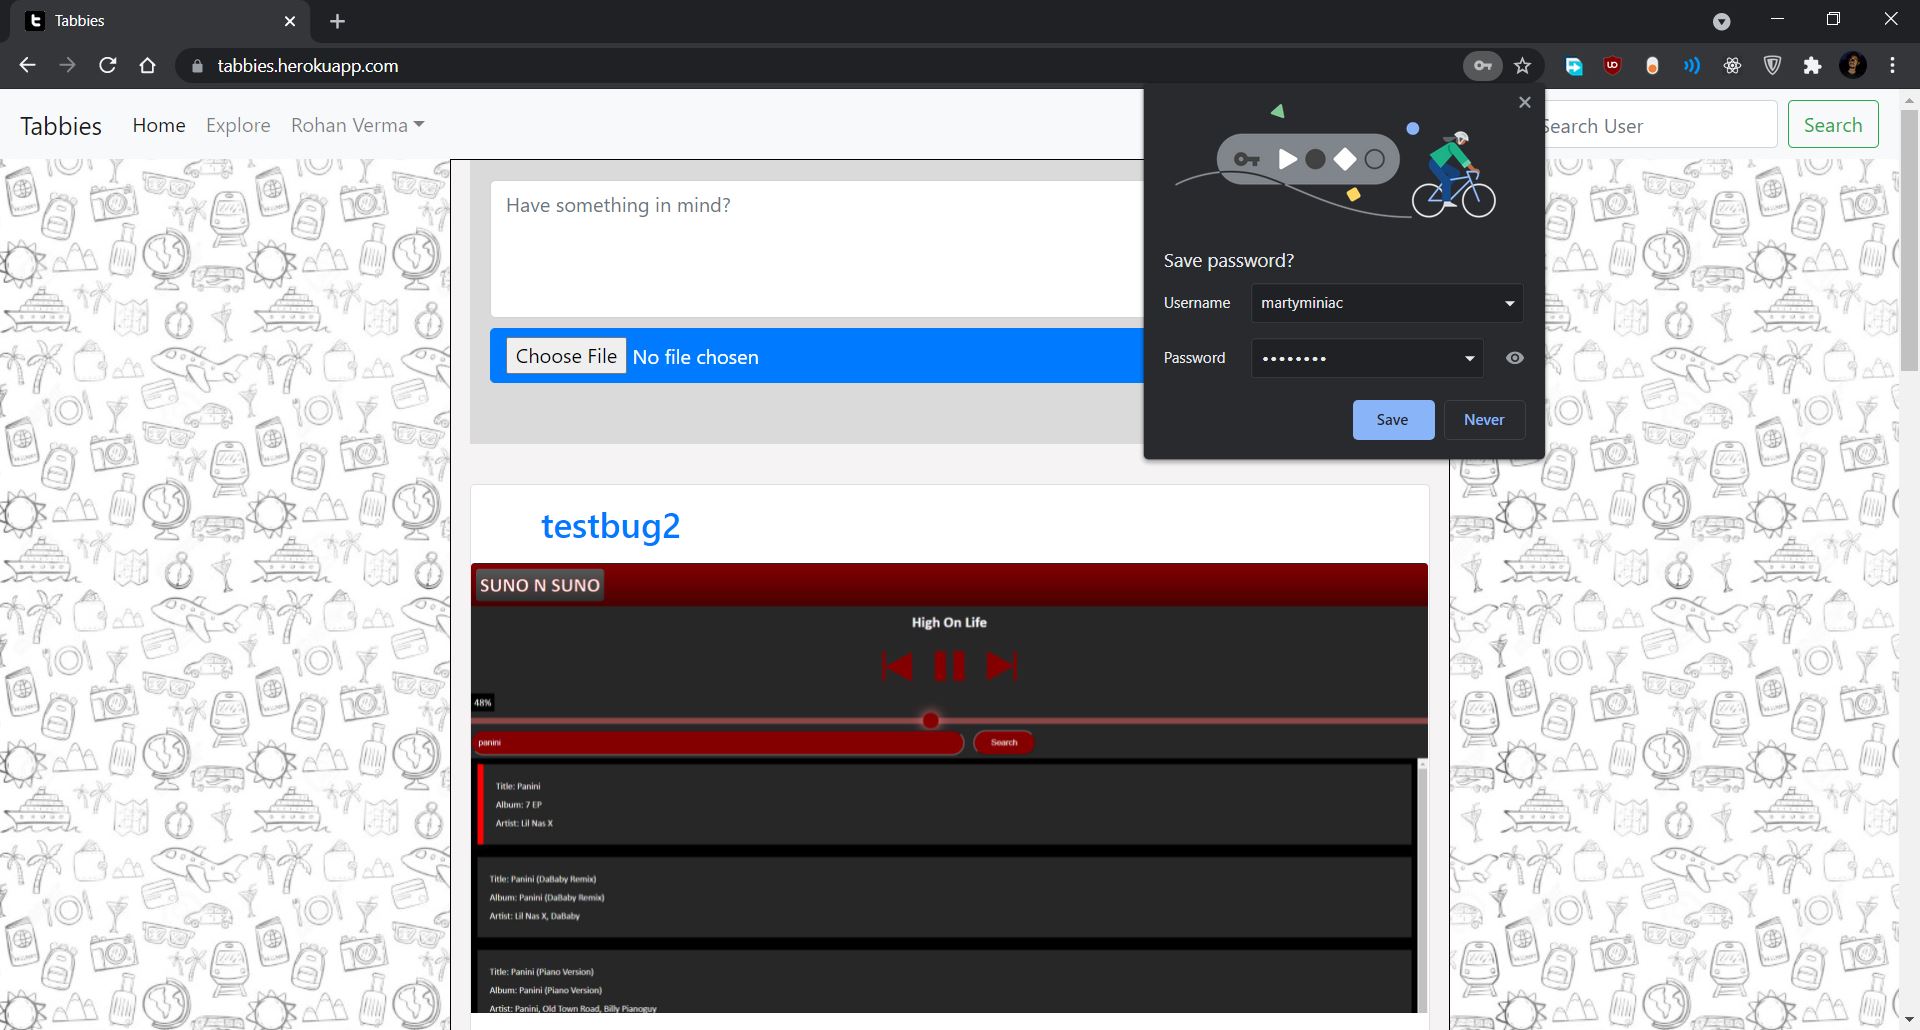 Tabbies
tabbies.herokuapp.com
Tabbies Home Explore Rohan Verma
Search User Search
Have something in mind?
Choose File No file chosen
Save password?
Username martyminiac
Password ••••••••
Save Never
testbug2
SUNO N SUNO
High On Life
48%
panini Search
Title: Panini
Album: 7 EP
Artist: Lil Nas X
Title: Panini (DaBaby Remix)
Album: Panini (DaBaby Remix)
Artist: Lil Nas X, DaBaby
Title: Panini (Piano Version)
Album: Panini (Piano Version)
Artist: Panini, Old Town Road, Billy Pianoguy